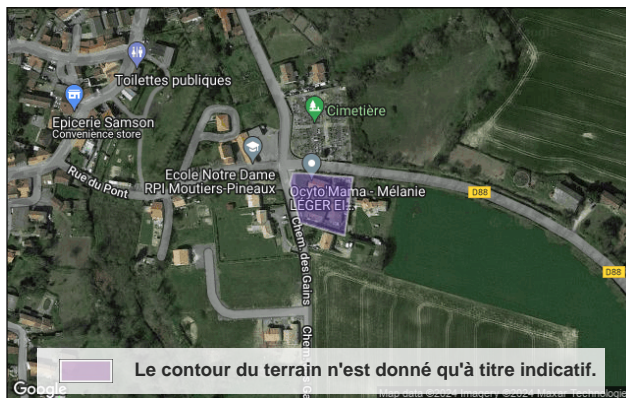 Toilettes publiques
Epicerie Samson
Convenience store
Cimetière
Ecole Notre Dame
RPI Moutiers-Pineaux
Ocyto'Mama - Mélanie
LÉGER EI
Rue du Pont
D88
Chem. des Gains
D88
Le contour du terrain n'est donné qu'à titre indicatif.
Google
Map data ©2024 Imagery ©2024 Maxar Technologie